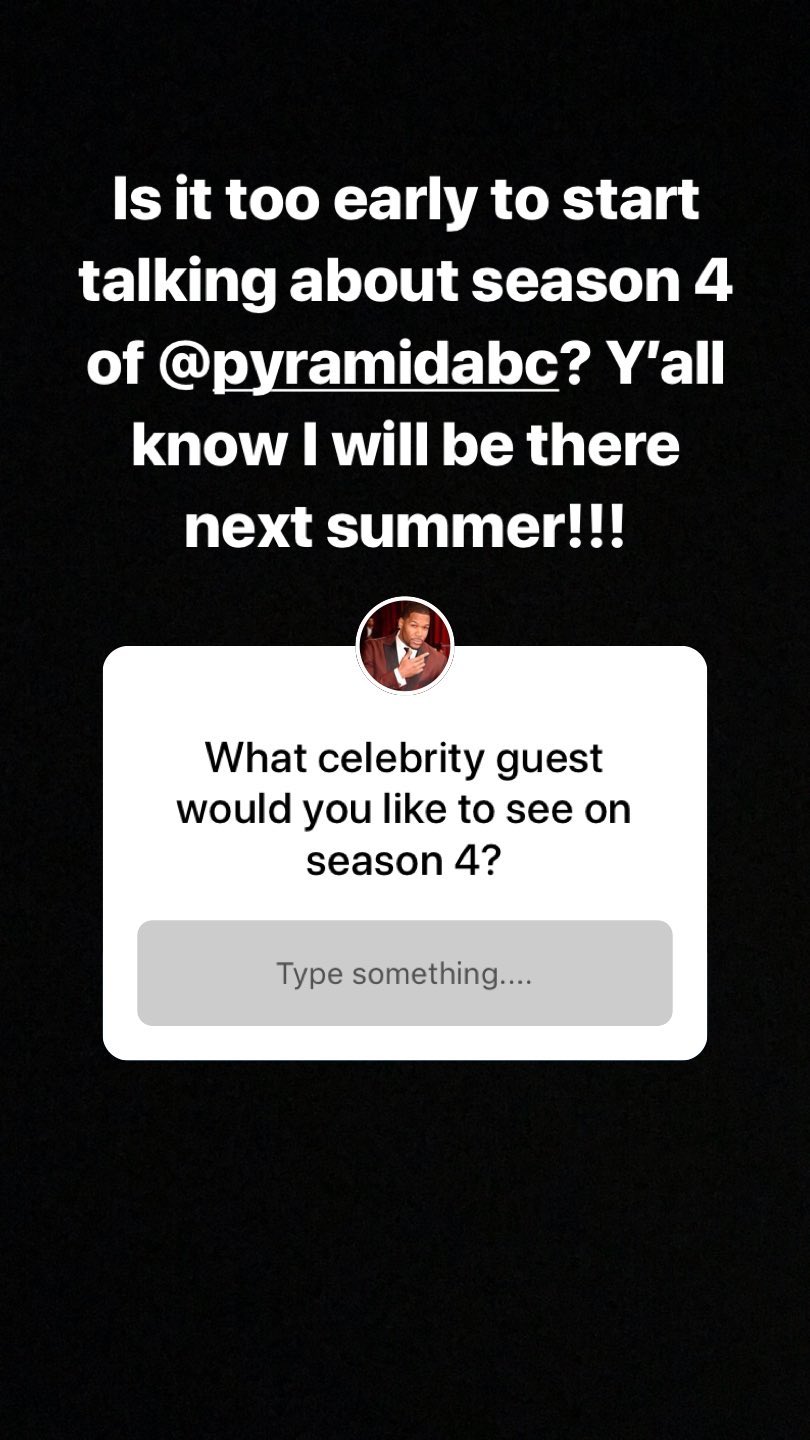 Is it too early to start
talking about season 4
of @pyramidabc? Y'all
know I will be there
next summer!!!
What celebrity guest
would you like to see on
season 4?
Type something....